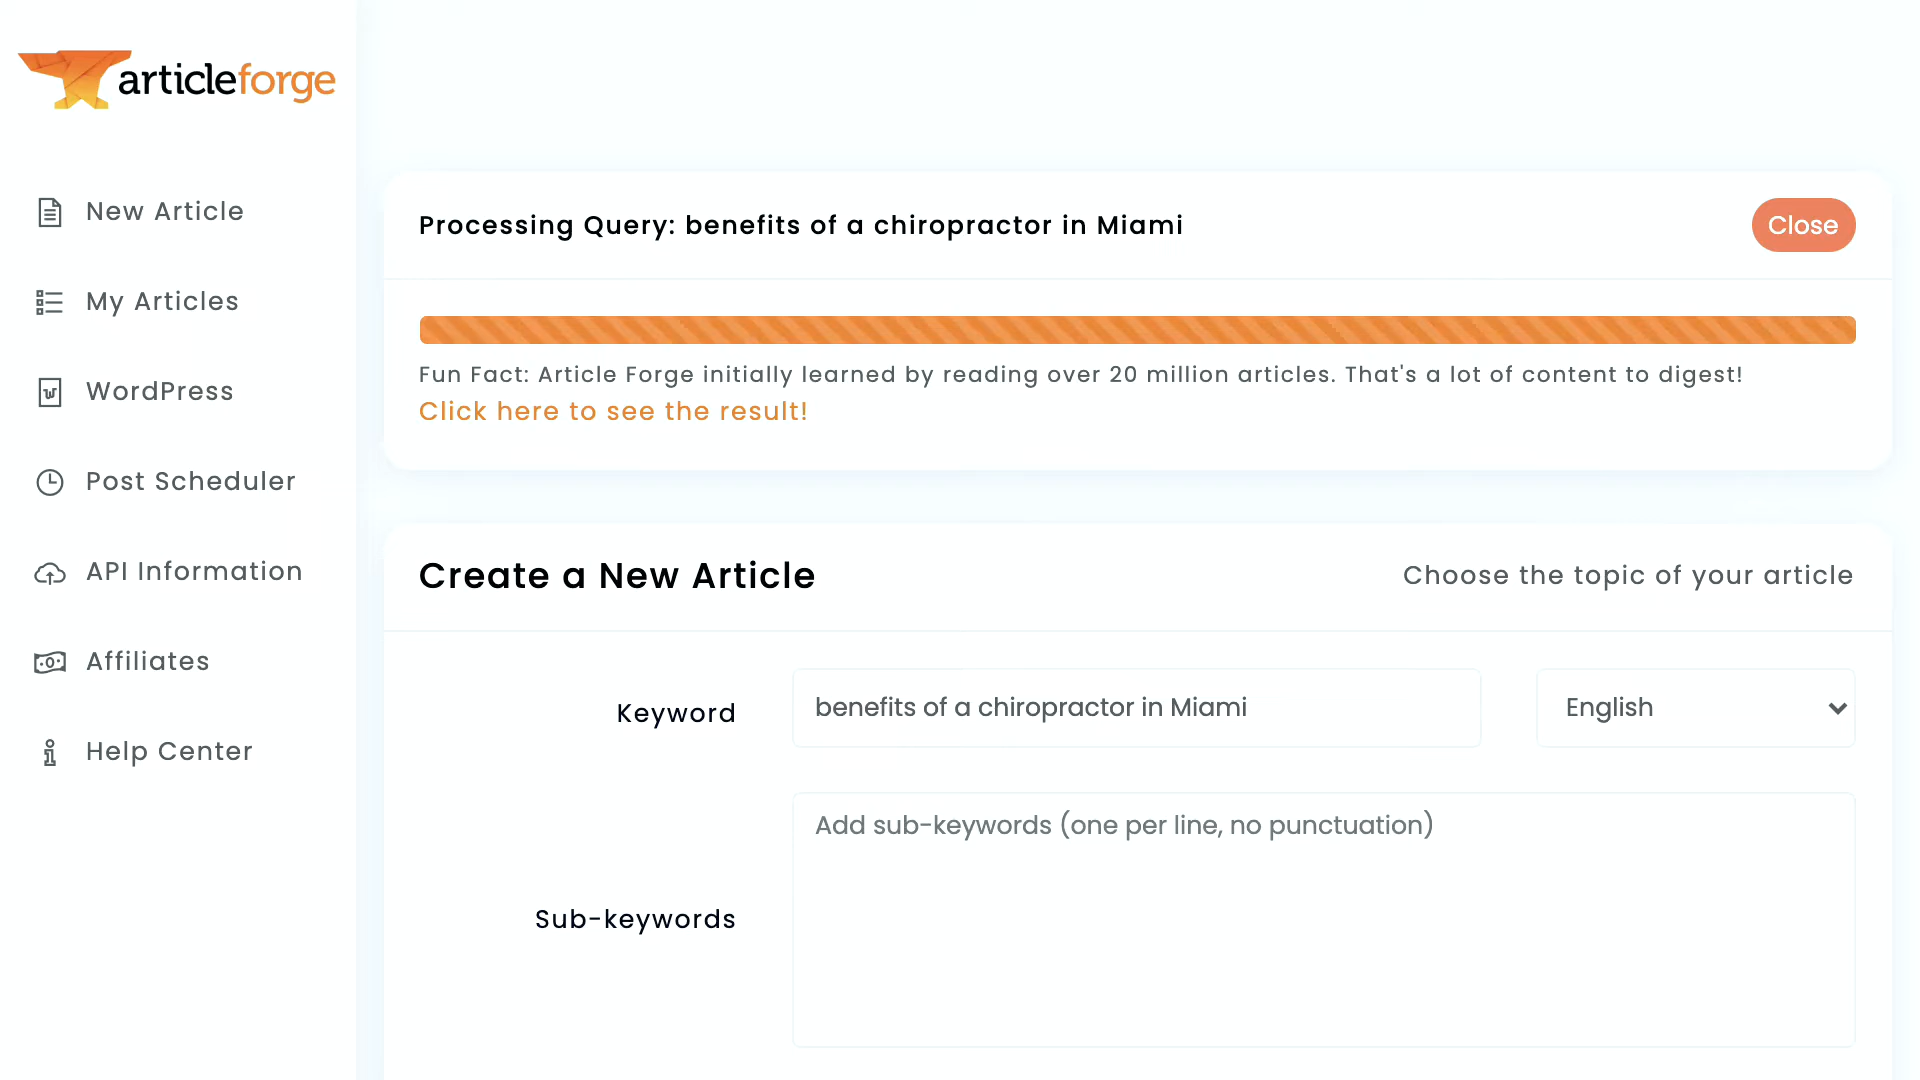 articleforge
New Article
My Articles
WordPress
Post Scheduler
API Information
Affiliates
Help Center
Processing Query: benefits of a chiropractor in Miami
Close
Fun Fact: Article Forge initially learned by reading over 20 million articles. That's a lot of content to digest!
Click here to see the result!
Create a New Article
Choose the topic of your article
Keyword
benefits of a chiropractor in Miami
English
Sub-keywords
Add sub-keywords (one per line, no punctuation)